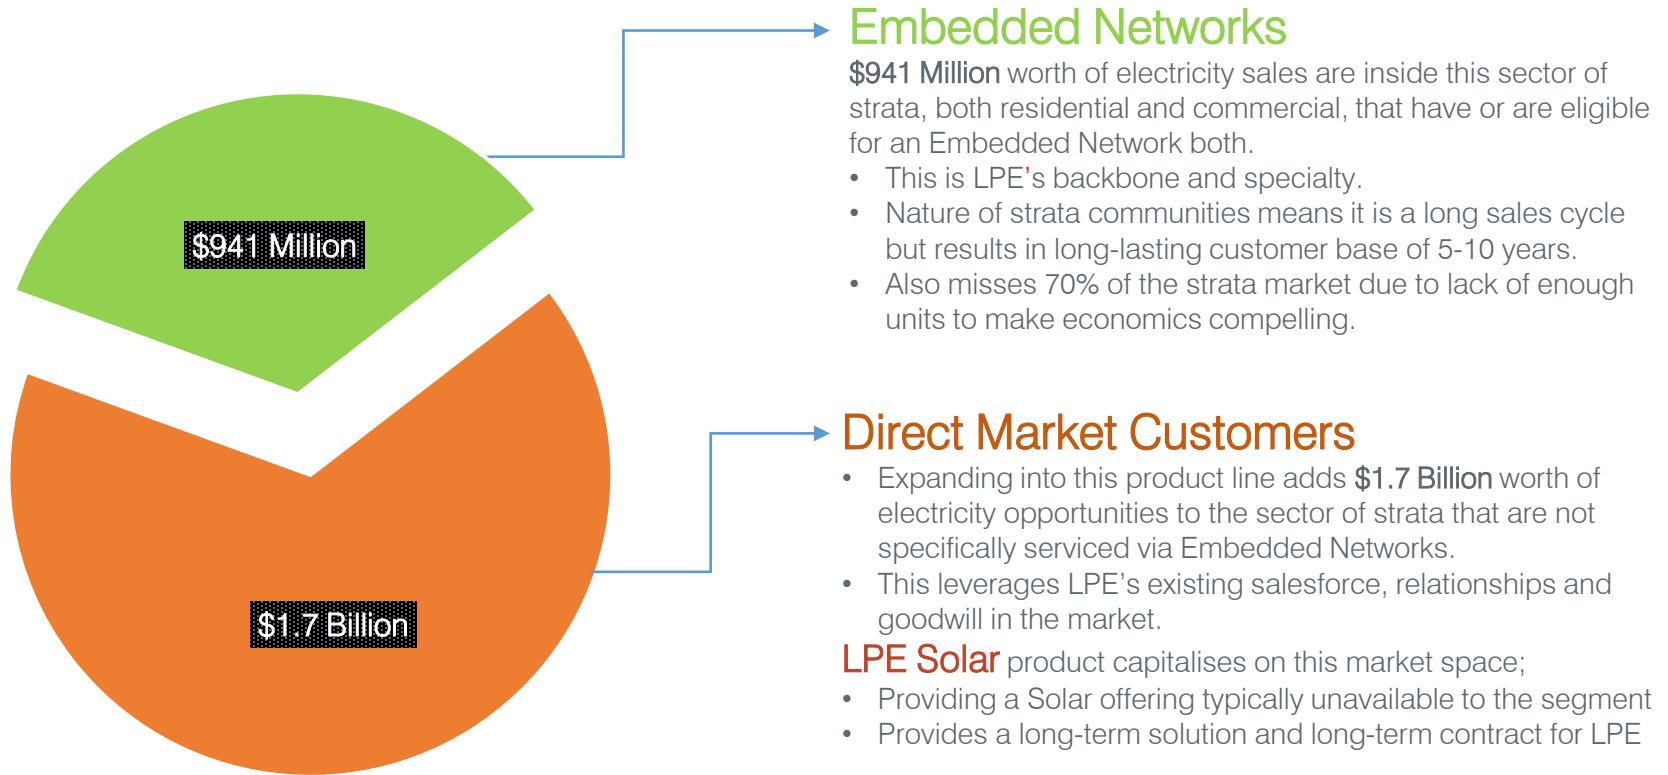 Embedded Networks
$941 Million worth of electricity sales are inside this sector of
strata, both residential and commercial, that have or are eligible
for an Embedded Network both.
• This is LPE’s backbone and specialty.
• Nature of strata communities means it is a long sales cycle
but results in long-lasting customer base of 5-10 years.
• Also misses 70% of the strata market due to lack of enough
units to make economics compelling.
$941 Million
Direct Market Customers
• Expanding into this product line adds $1.7 Billion worth of
electricity opportunities to the sector of strata that are not
specifically serviced via Embedded Networks.
• This leverages LPE’s existing salesforce, relationships and
goodwill in the market.
$1.7 Billion
LPE Solar product capitalises on this market space;
• Providing a Solar offering typically unavailable to the segment
• Provides a long-term solution and long-term contract for LPE